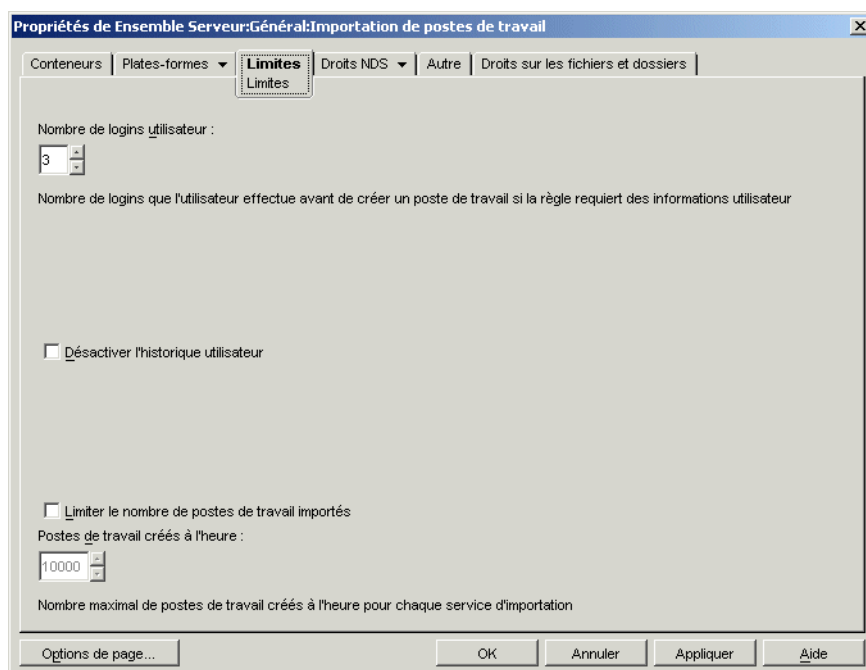 Propriétés de Ensemble Serveur:Général:Importation de postes de travail
Conteneurs Plates-formes Limites Droits NDS Autre Droits sur les fichiers et dossiers
Limites
Nombre de logins utilisateur :
3
Nombre de logins que l'utilisateur effectue avant de créer un poste de travail si la règle requiert des informations utilisateur
Désactiver l'historique utilisateur
Limiter le nombre de postes de travail importés
Postes de travail créés à l'heure :
10000
Nombre maximal de postes de travail créés à l'heure pour chaque service d'importation
Options de page... OK Annuler Appliquer Aide